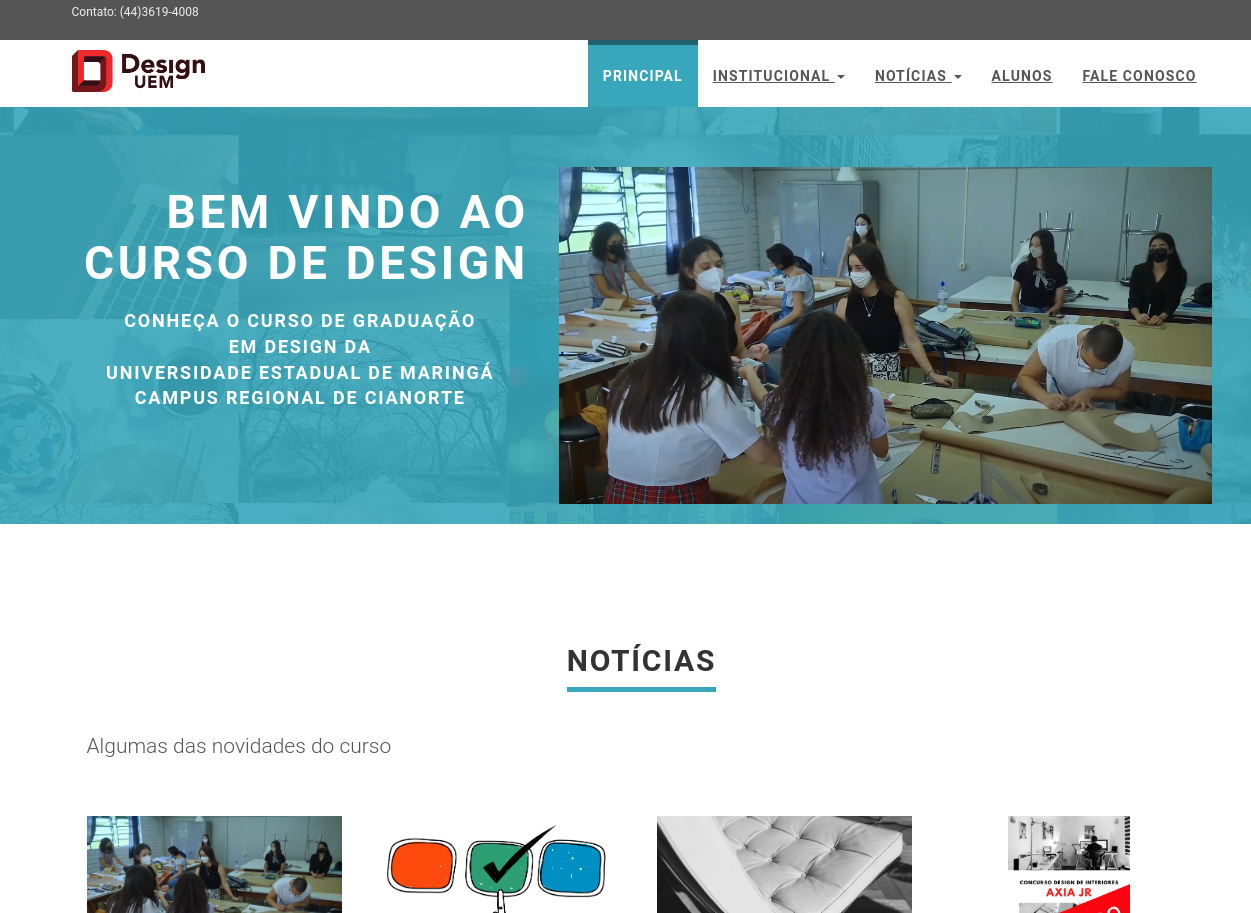 Contato: (44)3619-4008
Design
UEM
PRINCIPAL
INSTITUCIONAL
NOTÍCIAS
ALUNOS
FALE CONOSCO
BEM VINDO AO
CURSO DE DESIGN
CONHEÇA O CURSO DE GRADUAÇÃO
EM DESIGN DA
UNIVERSIDADE ESTADUAL DE MARINGÁ
CAMPUS REGIONAL DE CIANORTE
NOTÍCIAS
Algumas das novidades do curso
CONCURSO DESIGN DE INTERIORES
AXIA JR